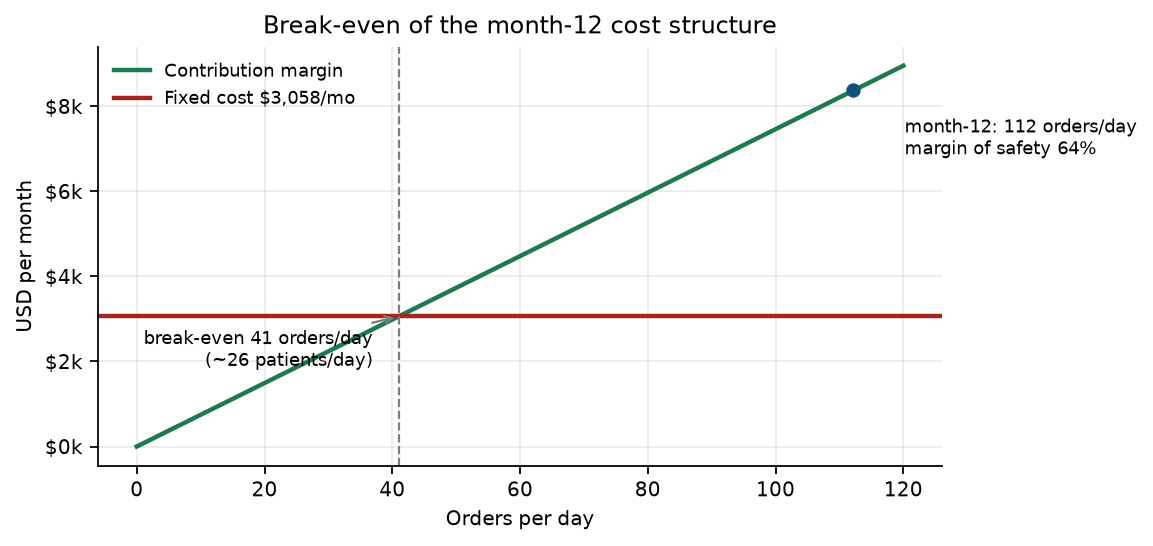 Break-even of the month-12 cost structure
Contribution margin
Fixed cost $3,058/mo
$8k
$6k
$4k
$2k
$0k
USD per month
month-12: 112 orders/day
margin of safety 64%
break-even 41 orders/day
(~26 patients/day)
0 20 40 60 80 100 120
Orders per day